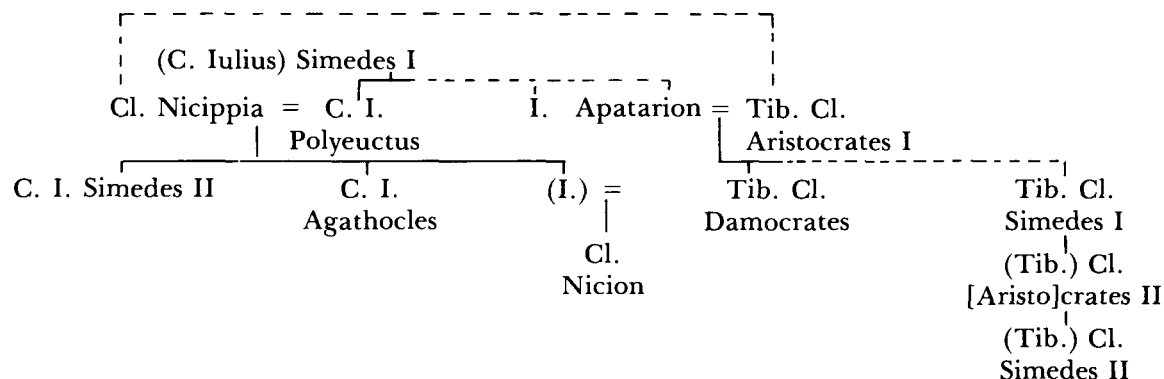 (C. Iulius) Simedes I
Cl. Nicippia = C. I. I. Apatarion = Tib. Cl.
Polyeuctus Aristocrates I
C. I. Simedes II C. I. (I.) = Tib. Cl. Tib. Cl.
Agathocles Damocrates Simedes I
Cl. (Tib.) Cl.
Nicion [Aristo]crates II
(Tib.) Cl.
Simedes II